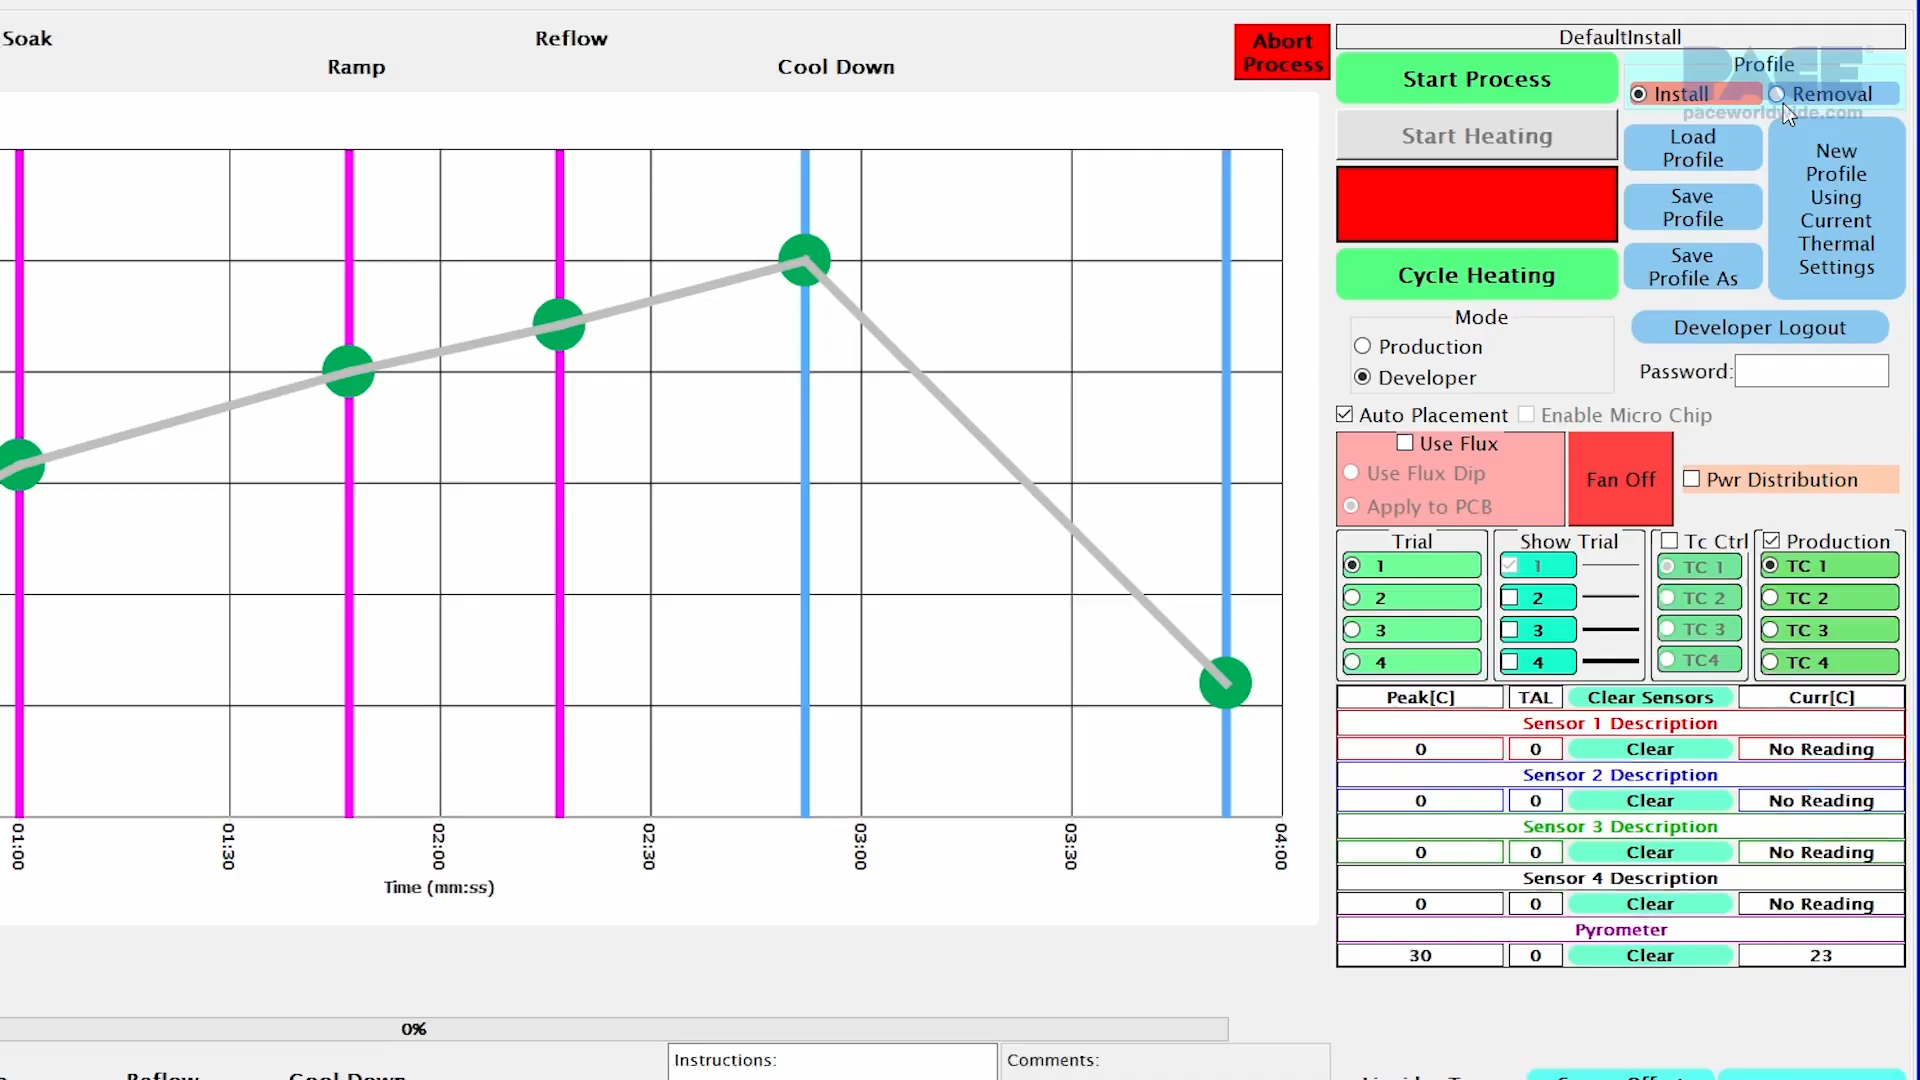 Soak
Ramp
Reflow
Cool Down
Abort
Process
DefaultInstall
Start Process
Start Heating
Cycle Heating
Profile
Install
Removal
PACE
paceworldwide.com
Load
Profile
Save
Profile
Save
Profile As
New
Profile
Using
Current
Thermal
Settings
Mode
Production
Developer
Developer Logout
Password:
Auto Placement
Enable Micro Chip
Use Flux
Use Flux Dip
Apply to PCB
Fan Off
Pwr Distribution
Trial
1
2
3
4
Show Trial
1
2
3
4
Tc Ctrl
TC 1
TC 2
TC 3
TC4
Production
TC 1
TC 2
TC 3
TC 4
Peak[C] TAL Clear Sensors Curr[C]
Sensor 1 Description
0 0 Clear No Reading
Sensor 2 Description
0 0 Clear No Reading
Sensor 3 Description
0 0 Clear No Reading
Sensor 4 Description
0 0 Clear No Reading
Pyrometer
30 0 Clear 23
01:00 01:30 02:00 02:30 03:00 03:30 04:00
Time (mm:ss)
0%
Instructions:
Comments:
Reflow
Cool Down